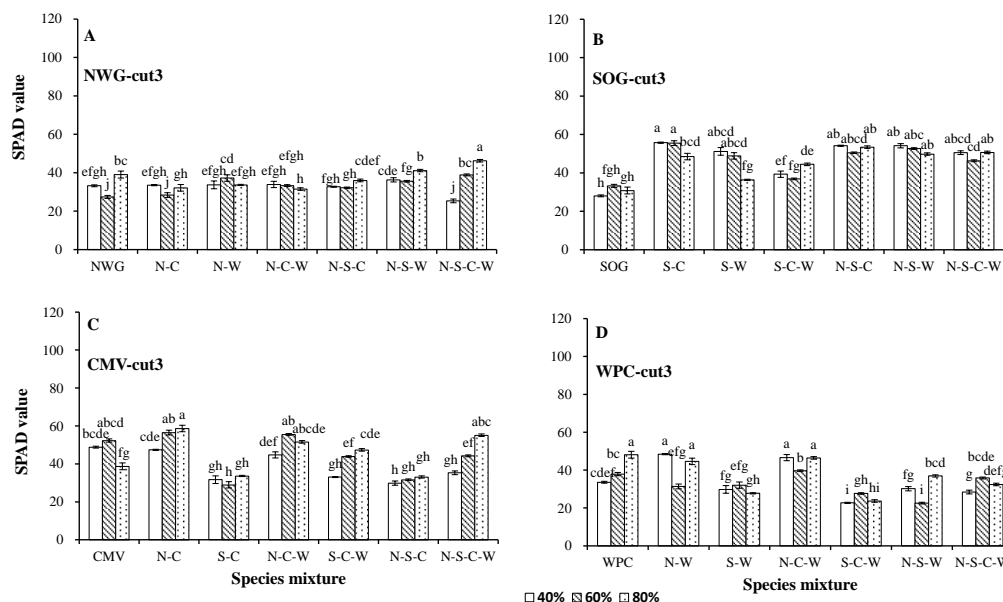 A
NWG-cut3
SPAD value
120
100
80
60
40
20
0
efgh j bc
efgh j gh
efgh cd efgh
efgh efgh h
fgh gh cdef
cde fg b
j bc a
NWG N-C N-W N-C-W N-S-C N-S-W N-S-C-W
B
SOG-cut3
120
100
80
60
40
20
0
h fgh gh
a a bcd
abcd abcd fg
ef fg de
ab abcd ab
ab abc ab
abc cd ab
SOG S-C S-W S-C-W N-S-C N-S-W N-S-C-W
C
CMV-cut3
SPAD value
120
100
80
60
40
20
0
bcde abcd fg
cde ab a
gh h gh
def ab abcde
gh ef cde
h gh gh
gh ef abc
CMV N-C S-C N-C-W S-C-W N-S-C N-S-C-W
Species mixture
D
WPC-cut3
120
100
80
60
40
20
0
cdef bc a
a efg a
fg efg gh
a b a
i gh hi
fg i bcd
g bcde def
WPC N-W S-W N-C-W S-C-W N-S-W N-S-C-W
Species mixture
40% 60% 80%